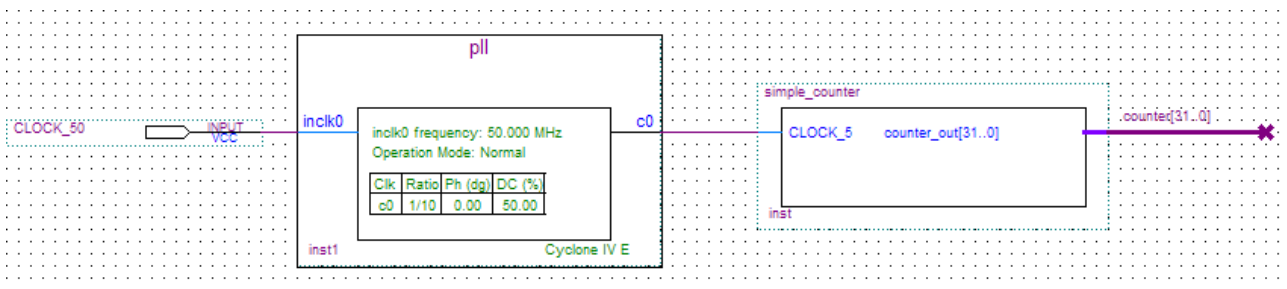 pll
simple_counter
CLOCK_50 INPUT
VCC
inclk0
inclk0 frequency: 50.000 MHz
Operation Mode: Normal
Clk Ratio Ph (dg) DC (%)
c0 1/10 0.00 50.00
c0
inst1
Cyclone IV E
CLOCK_5 counter_out[31..0]
inst
counter[31..0]